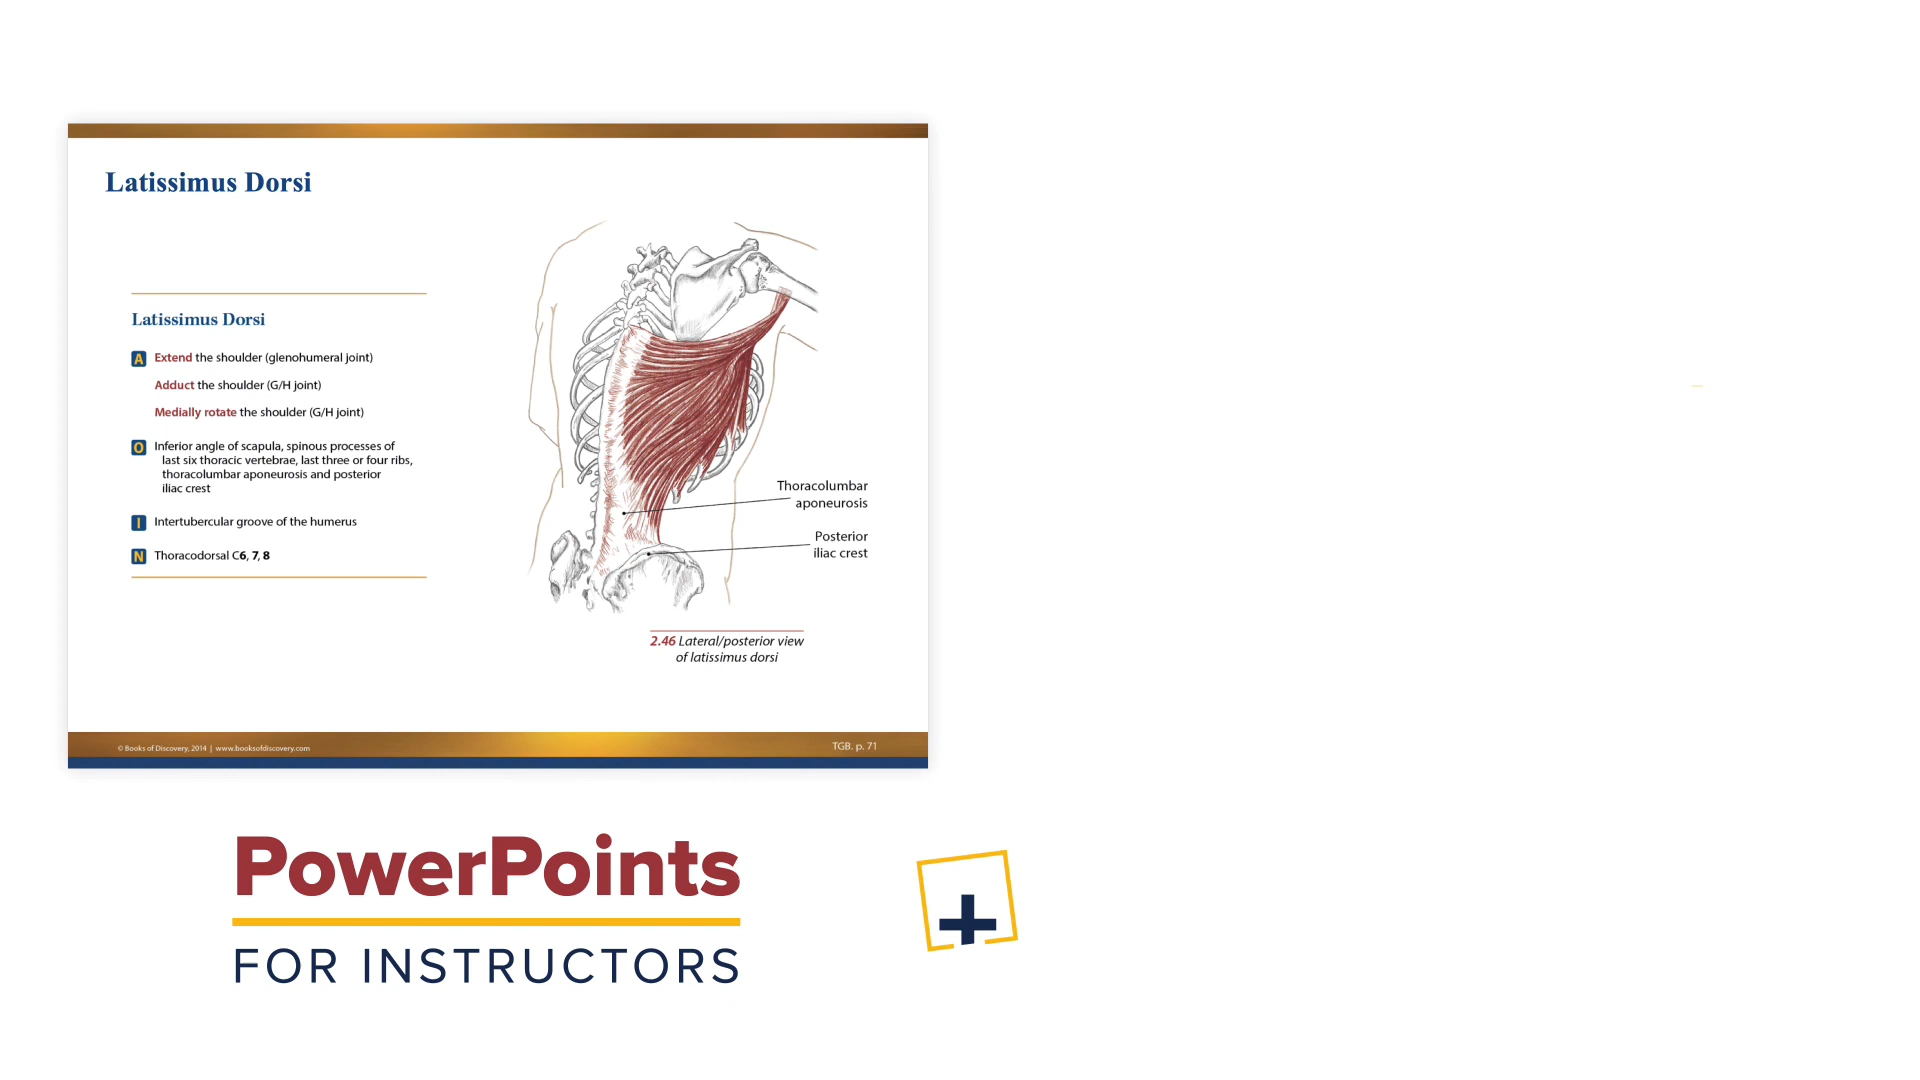 Latissimus Dorsi
Latissimus Dorsi
A Extend the shoulder (glenohumeral joint)
Adduct the shoulder (G/H joint)
Medially rotate the shoulder (G/H joint)
O Inferior angle of scapula, spinous processes of
last six thoracic vertebrae, last three or four ribs,
thoracolumbar aponeurosis and posterior
iliac crest
I Intertubercular groove of the humerus
N Thoracodorsal C6, 7, 8
Thoracolumbar
aponeurosis
Posterior
iliac crest
2.46 Lateral/posterior view
of latissimus dorsi
© Books of Discovery, 2014 | www.booksofdiscovery.com
TGB. p. 71
PowerPoints
FOR INSTRUCTORS